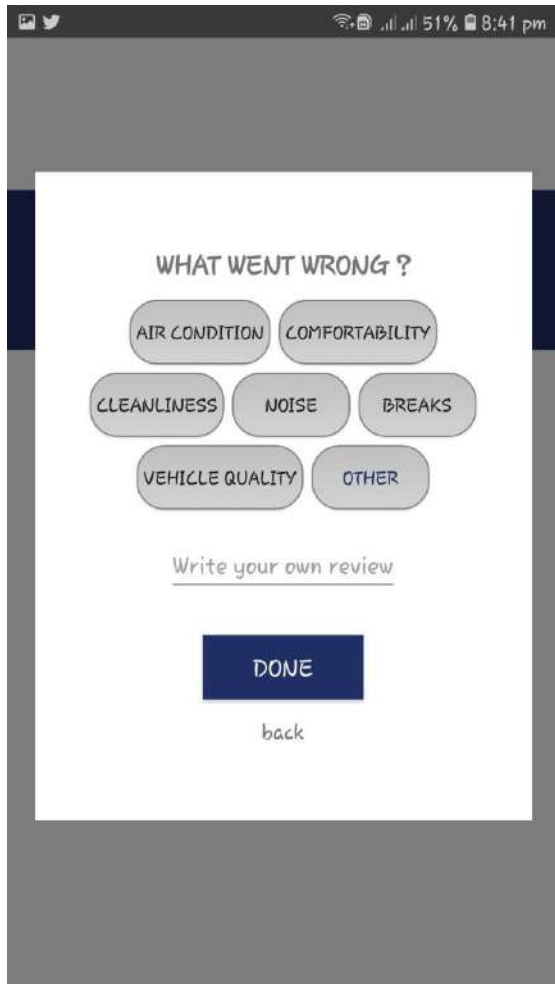 51% 8:41 pm
WHAT WENT WRONG ?
AIR CONDITION COMFORTABILITY
CLEANLINESS NOISE BREAKS
VEHICLE QUALITY OTHER
Write your own review
DONE
back